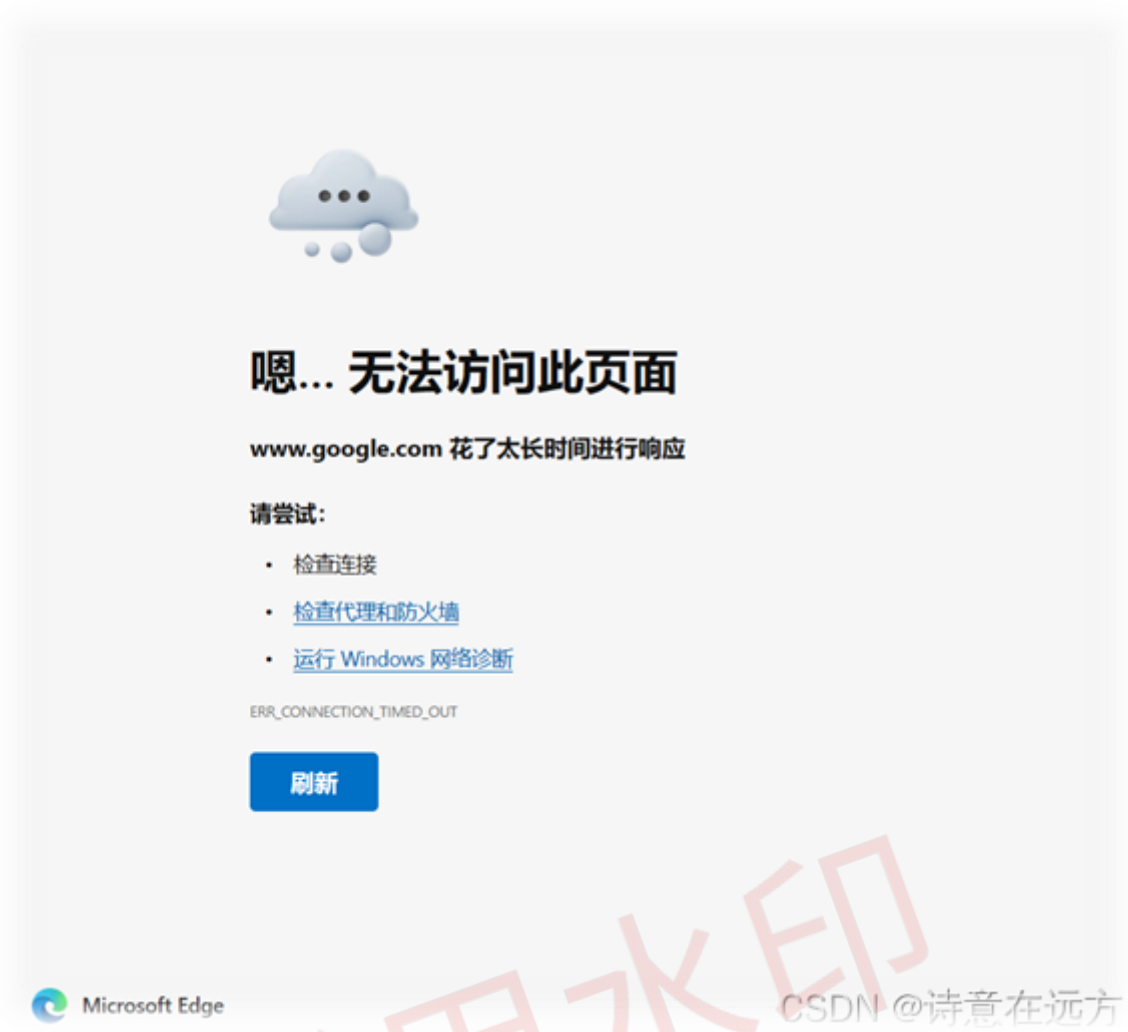 嗯... 无法访问此页面
www.google.com 花了太长时间进行响应
请尝试：
• 检查连接
• 检查代理和防火墙
• 运行 Windows 网络诊断
ERR_CONNECTION_TIMED_OUT
刷新
水印
Microsoft Edge
CSDN @诗意在远方